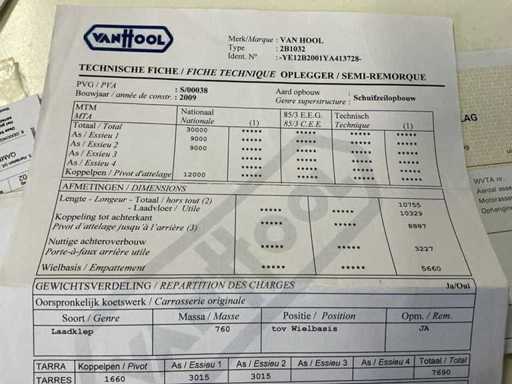 VANHOOL
Merk/Marque : VAN HOOL
Type : 2B1032
Ident. N° : -YE12B2001YA413728-
TECHNISCHE FICHE / FICHE TECHNIQUE OPLEGGER / SEMI-REMORQUE
PVG / PVA : S/00038
Bouwjaar / année de constr. : 2009
Aard opbouw :
Genre superstructure : Schuifzeilopbouw
MTM Nationaal 85/3 E.E.G. Technisch
MTA Nationale (1) 85/3 C.E.E. Technique (1)
Totaal / Total 30000 ***** ***** ***** *****
As / Essieu 1 9000 ***** ***** ***** *****
As / Essieu 2 9000 ***** ***** ***** *****
As / Essieu 3 ***** ***** ***** *****
As / Essieu 4 ***** ***** ***** *****
Koppelpen / Pivot d'attelage 12000 ***** ***** ***** *****
AFMETINGEN / DIMENSIONS
Lengte - Longeur - Totaal / hors tout (2) ***** ***** 10755
- Laadvloer / Utile ***** ***** 10329
Koppeling tot achterkant
Pivot d'attelage jusqu'à l'arrière (3) ***** ***** 8887
Nuttige achteroverbouw
Porte-à-faux arrière utile ***** ***** 3227
Wielbasis / Empattement ***** ***** 5660
GEWICHTSVERDELING / REPARTITION DES CHARGES Ja/Oui
Oorspronkelijk koetswerk / Carrosserie originale
Soort / Genre Massa / Masse Positie / Position Opm. / Rem.
Laadklep 760 tov Wielbasis JA
TARRA Koppelpen / Pivot As / Essieu 1 As / Essieu 2 As / Essieu 3 As / Essieu 4 Totaal / Total
TARRES 1660 3015 3015 7690
LAG
WVTA nr.
VANHOOL